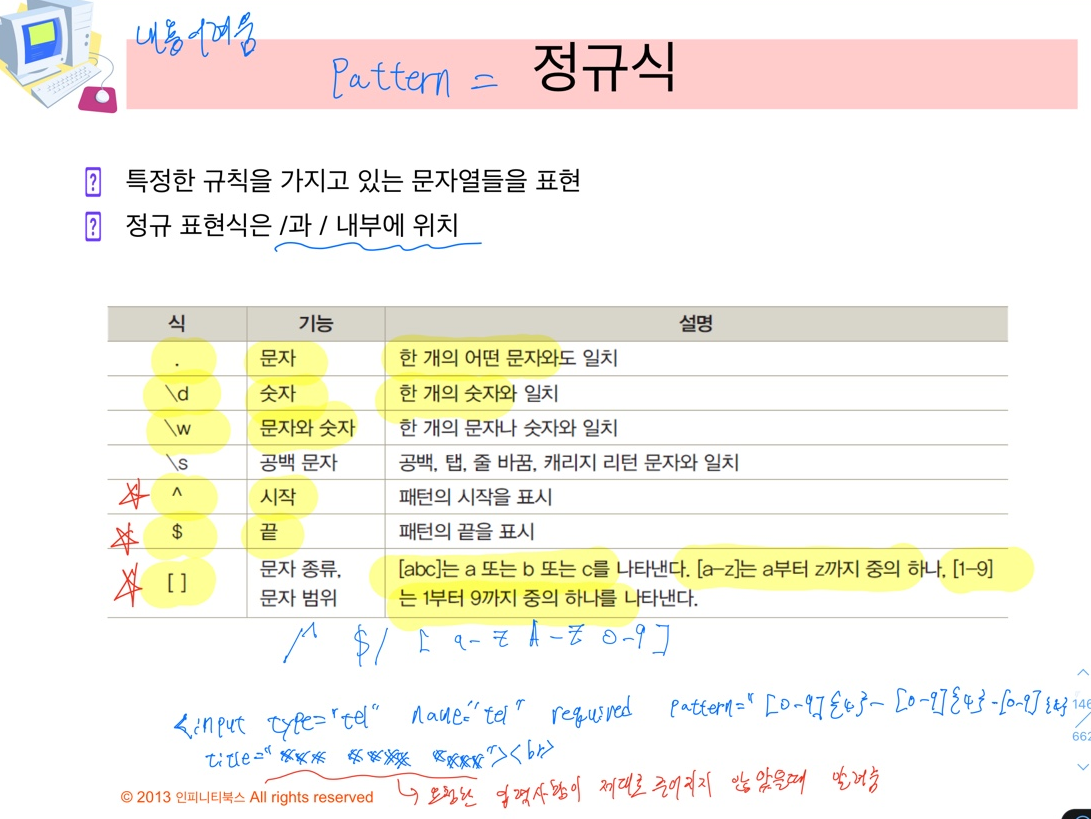 내용어려움
Pattern = 정규식
특정한 규칙을 가지고 있는 문자열들을 표현
정규 표현식은 /과 / 내부에 위치
식 기능 설명
. 문자 한 개의 어떤 문자와도 일치
\d 숫자 한 개의 숫자와 일치
\w 문자와 숫자 한 개의 문자나 숫자와 일치
\s 공백 문자 공백, 탭, 줄 바꿈, 캐리지 리턴 문자와 일치
^ 시작 패턴의 시작을 표시
$ 끝 패턴의 끝을 표시
[ ] 문자 종류, [abc]는 a 또는 b 또는 c를 나타낸다. [a-z]는 a부터 z까지 중의 하나, [1-9]
문자 범위 는 1부터 9까지 중의 하나를 나타낸다.
/^ $/ [ a-z A-Z 0-9 ]
<input type="tel" name="tel" required pattern="[0-9]{4}-[0-9]{4}-[0-9]{4}
title="*** **** ****"><br>
입력사항이 제대로 주어지지 않았을때 알려줌
© 2013 인피니티북스 All rights reserved
146
/
662